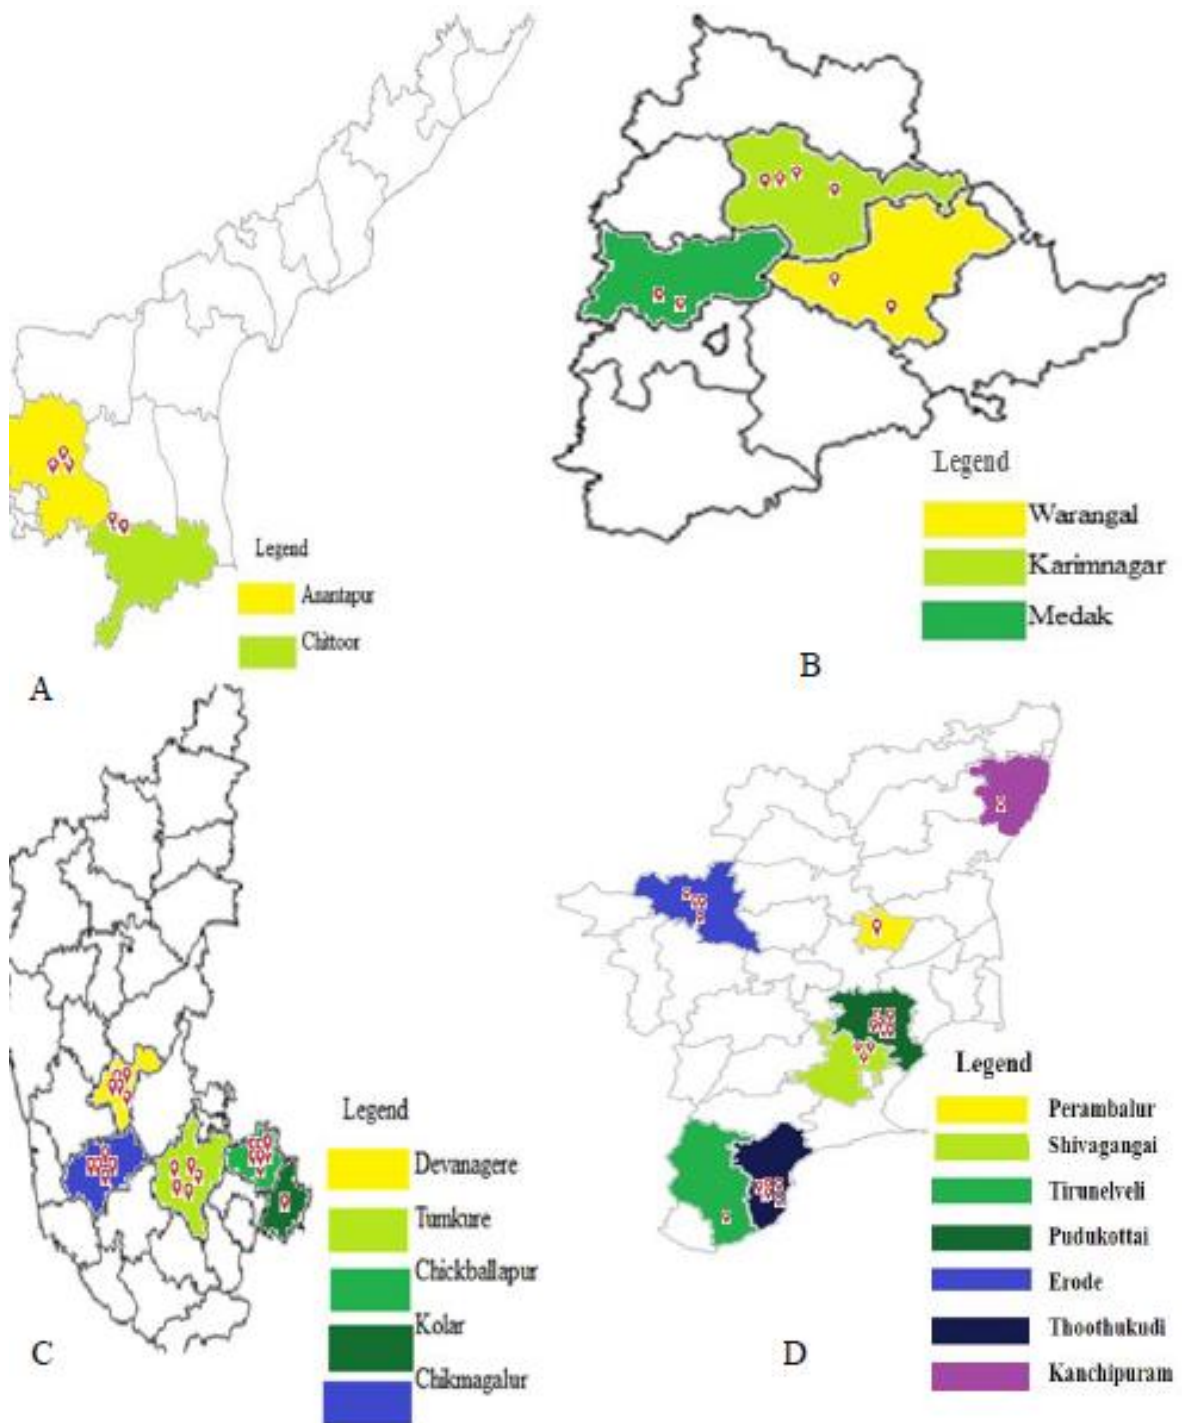 Legend
Anantapur
Chittoor
A
Legend
Warangal
Karimnagar
Medak
B
Legend
Devanagere
Tumkure
Chickballapur
Kolar
Chikmagalur
C
Legend
Perambalur
Shivagangai
Tirunelveli
Pudukottai
Erode
Thoothukudi
Kanchipuram
D